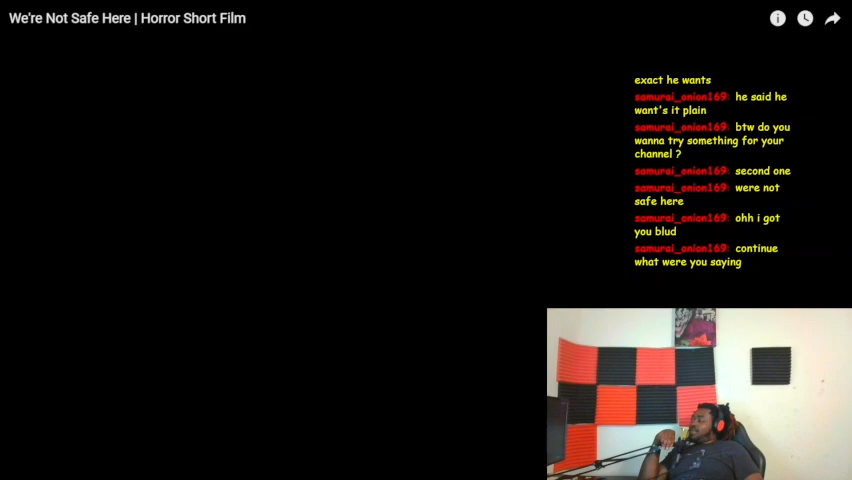 We're Not Safe Here | Horror Short Film
exact he wants
samurai_onion169: he said he
want's it plain
samurai_onion169: btw do you
wanna try something for your
channel ?
samurai_onion169: second one
samurai_onion169: were not
safe here
samurai_onion169: ohh i got
you blud
samurai_onion169: continue
what were you saying